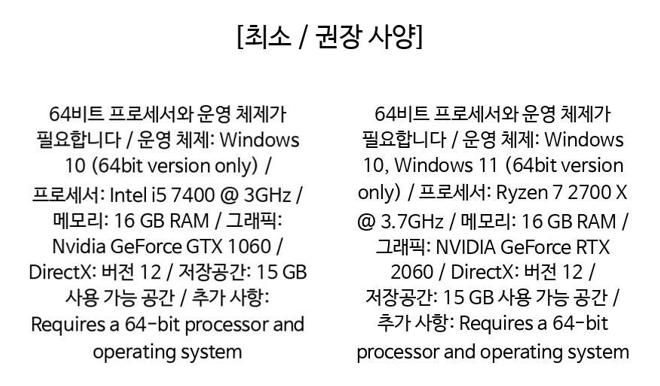 [최소 / 권장 사양]
64비트 프로세서와 운영 체제가
필요합니다 / 운영 체제: Windows
10 (64bit version only) /
프로세서: Intel i5 7400 @ 3GHz /
메모리: 16 GB RAM / 그래픽:
Nvidia GeForce GTX 1060 /
DirectX: 버전 12 / 저장공간: 15 GB
사용 가능 공간 / 추가 사항:
Requires a 64-bit processor and
operating system
64비트 프로세서와 운영 체제가
필요합니다 / 운영 체제: Windows
10, Windows 11 (64bit version
only) / 프로세서: Ryzen 7 2700 X
@ 3.7GHz / 메모리: 16 GB RAM /
그래픽: NVIDIA GeForce RTX
2060 / DirectX: 버전 12 /
저장공간: 15 GB 사용 가능 공간 /
추가 사항: Requires a 64-bit
processor and operating system